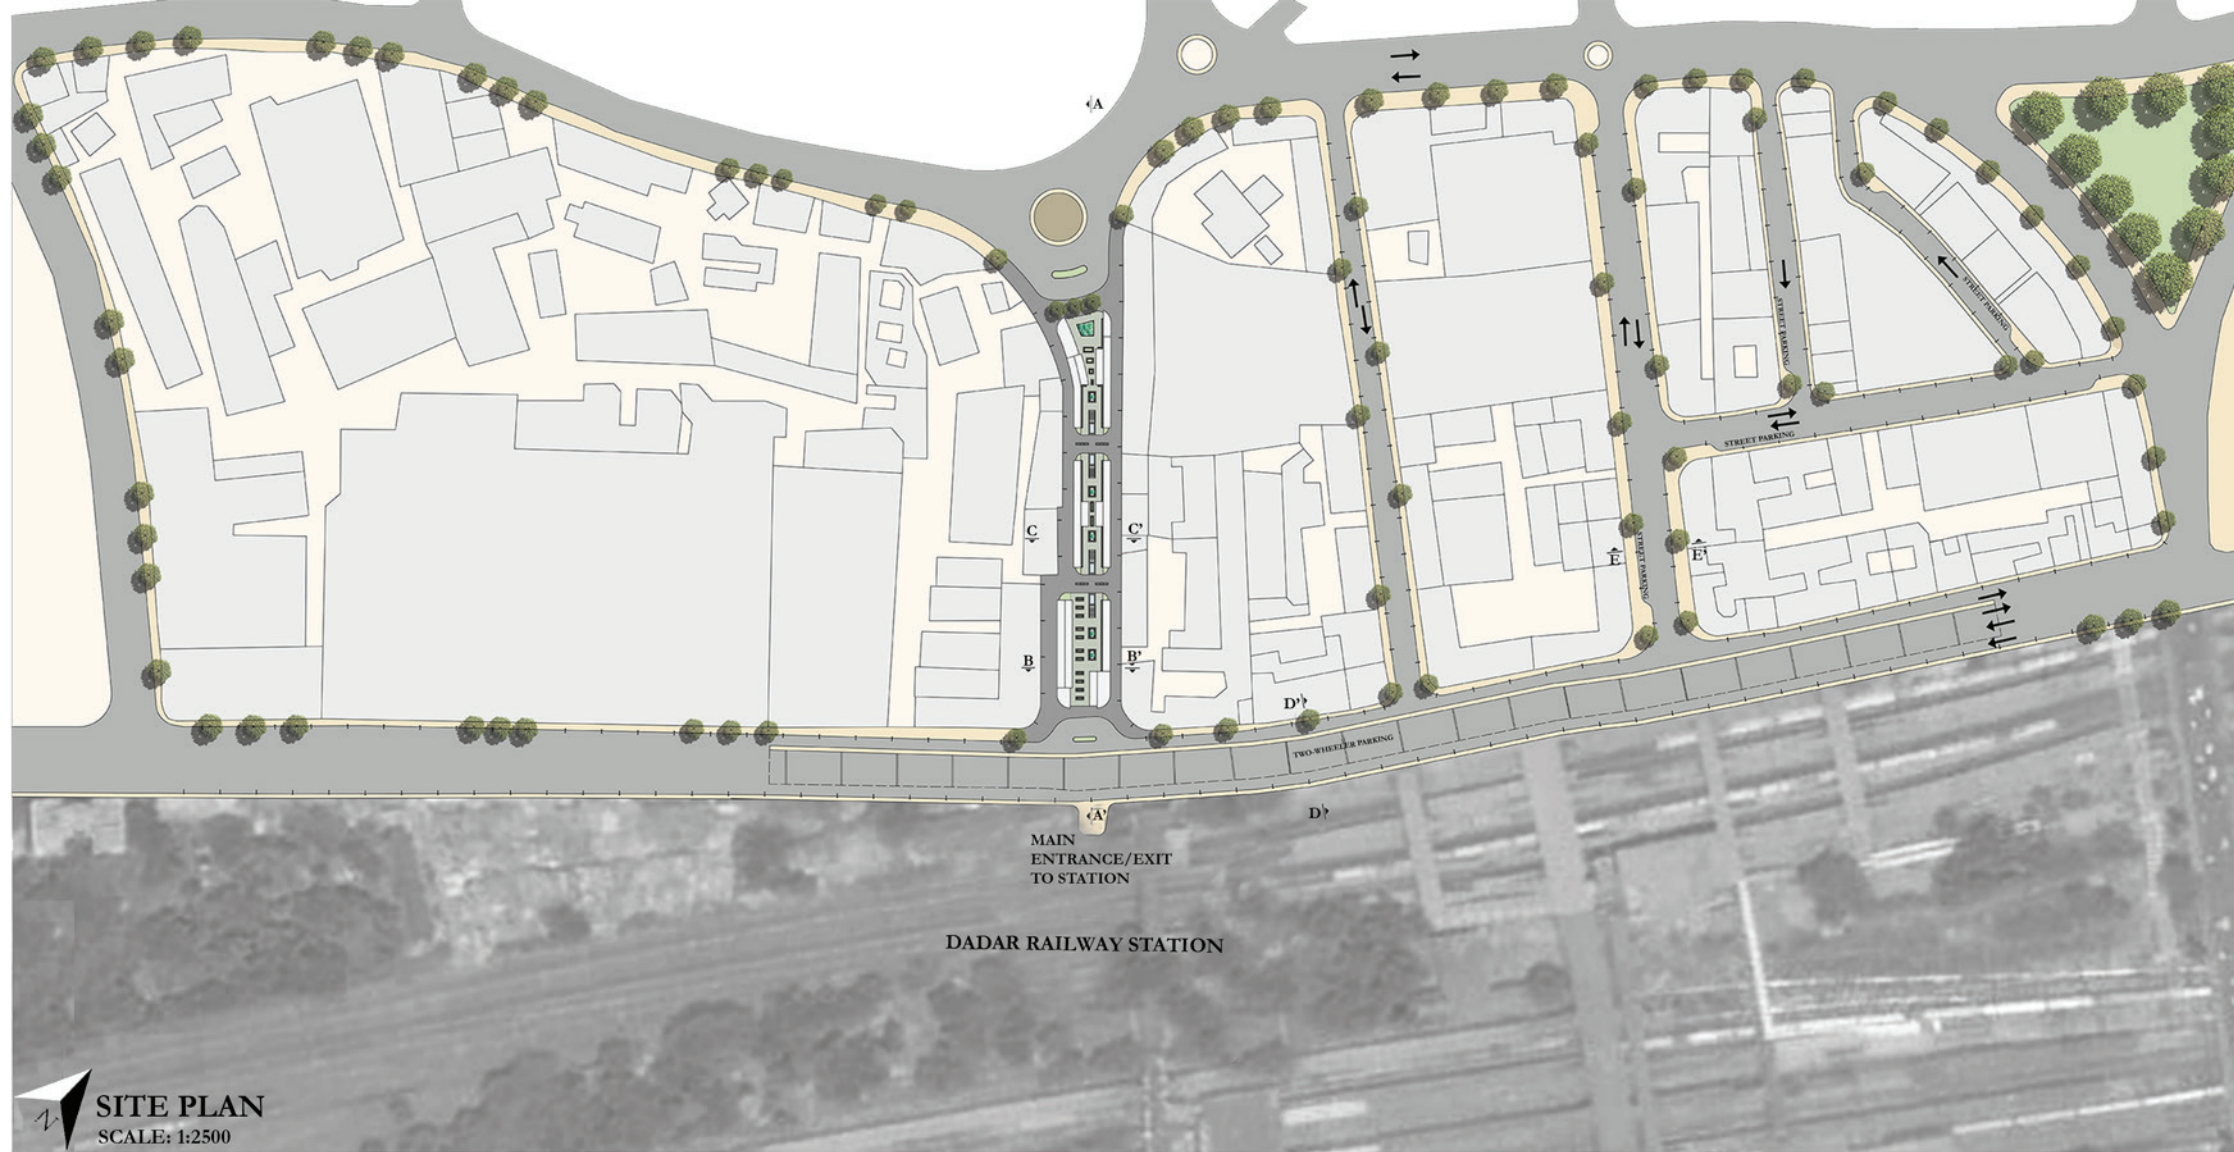 A
STREET PARKING
STREET PARKING
STREET PARKING
C
C'
E
E'
STREET PARKING
B
B'
D'
TWO-WHEELER PARKING
A'
D
MAIN
ENTRANCE/EXIT
TO STATION
DADAR RAILWAY STATION
N
SITE PLAN
SCALE: 1:2500